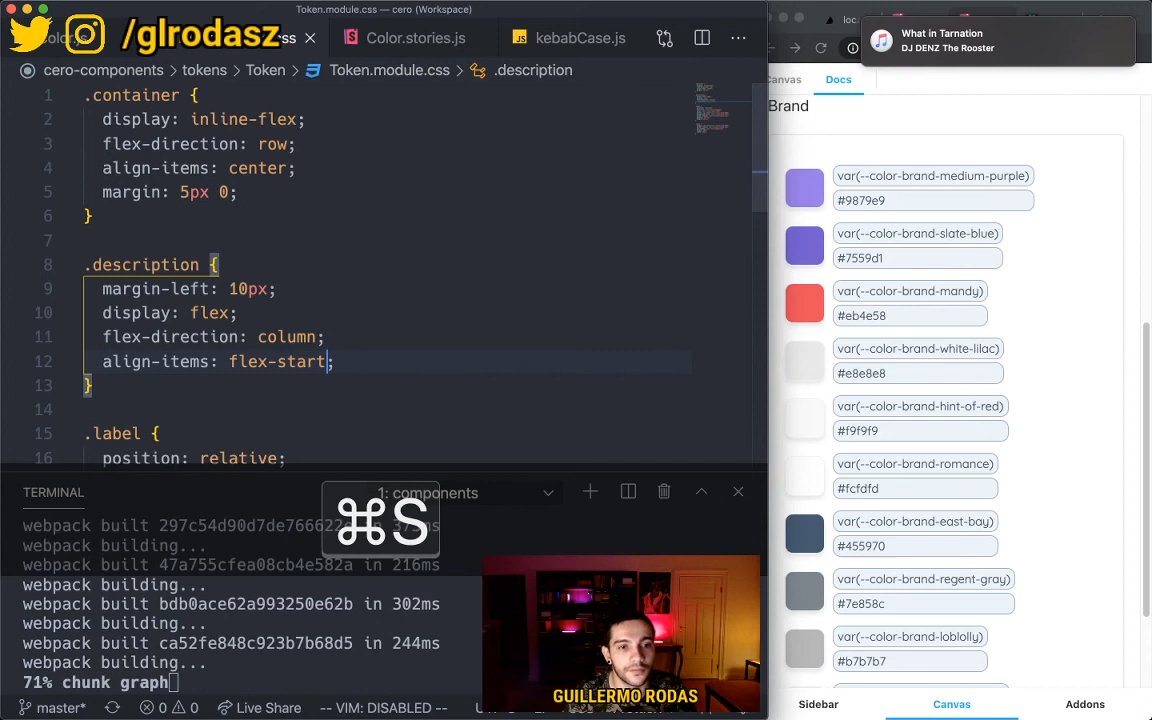 Token.module.css — cero (Workspace)
/glrodasz
Color.stories.js
kebabCase.js
cero-components > tokens > Token > Token.module.css > .description
1 .container {
2 display: inline-flex;
3 flex-direction: row;
4 align-items: center;
5 margin: 5px 0;
6 }
7
8 .description {
9 margin-left: 10px;
10 display: flex;
11 flex-direction: column;
12 align-items: flex-start;
13 }
14
15 .label {
16 position: relative;
TERMINAL
1: components
⌘S
webpack building...
webpack built 47a755cfea08cb4e582a in 216ms
webpack building...
webpack built bdb0ace62a993250e62b in 302ms
webpack building...
webpack built ca52fe848c923b7b68d5 in 244ms
webpack building...
71% chunk graph
GUILLERMO RODAS
master*
0
0
Live Share
-- VIM: DISABLED --
loc.
What in Tarnation
DJ DENZ The Rooster
Canvas
Docs
Brand
var(--color-brand-medium-purple)
#9879e9
var(--color-brand-slate-blue)
#7559d1
var(--color-brand-mandy)
#eb4e58
var(--color-brand-white-lilac)
#e8e8e8
var(--color-brand-hint-of-red)
#f9f9f9
var(--color-brand-romance)
#fcfdfd
var(--color-brand-east-bay)
#455970
var(--color-brand-regent-gray)
#7e858c
var(--color-brand-loblolly)
#b7b7b7
Sidebar
Canvas
Addons